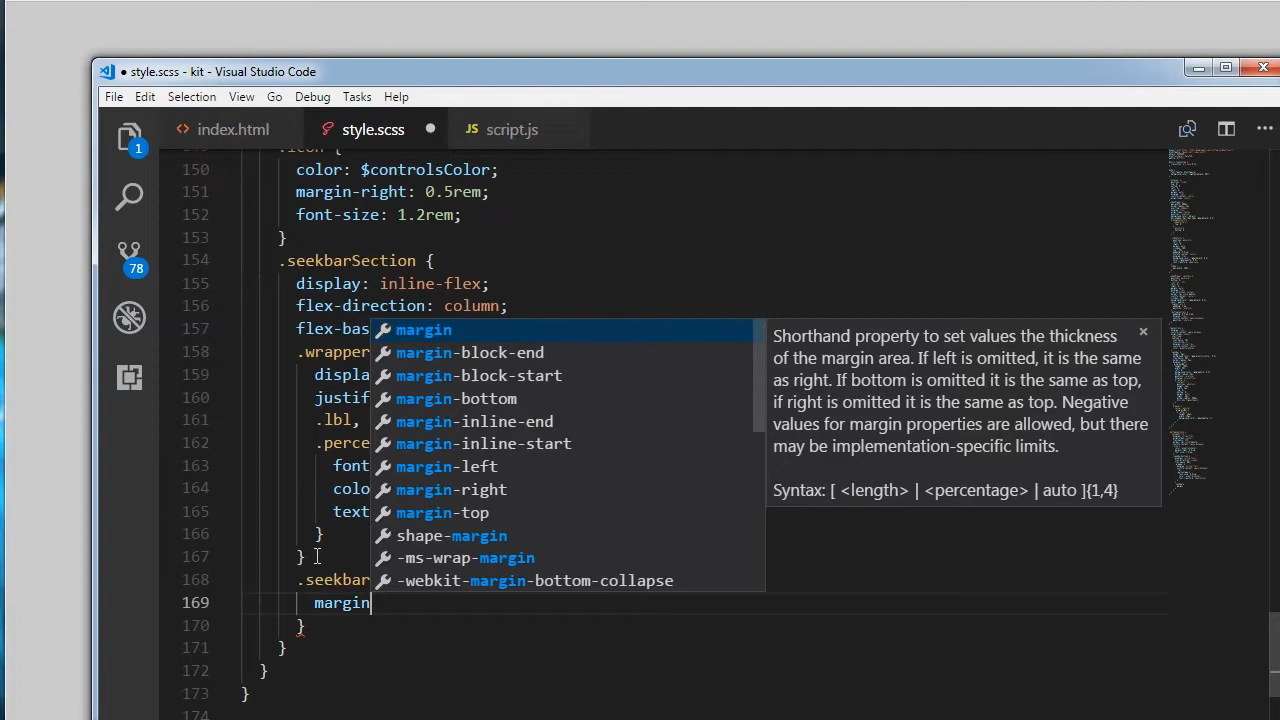 ● style.scss - kit - Visual Studio Code
File Edit Selection View Go Debug Tasks Help
index.html style.scss ● JS script.js
1
78
.icon {
150 color: $controlsColor;
151 margin-right: 0.5rem;
152 font-size: 1.2rem;
153 }
154 .seekbarSection {
155 display: inline-flex;
156 flex-direction: column;
157 flex-bas
158 .wrapper
159 displa
160 justif
161 .lbl,
162 .perce
163 font
164 colo
165 text
166 }
167 }
168 .seekbar
169 margin
170 }
171 }
172 }
173 }
174
margin
margin-block-end
margin-block-start
margin-bottom
margin-inline-end
margin-inline-start
margin-left
margin-right
margin-top
shape-margin
-ms-wrap-margin
-webkit-margin-bottom-collapse
Shorthand property to set values the thickness
of the margin area. If left is omitted, it is the same
as right. If bottom is omitted it is the same as top,
if right is omitted it is the same as top. Negative
values for margin properties are allowed, but there
may be implementation-specific limits.
Syntax: [ <length> | <percentage> | auto ]{1,4}